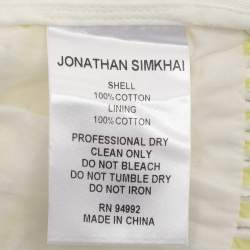 JONATHAN SIMKHAI
SHELL
100%COTTON
LINING
100%COTTON
PROFESSIONAL DRY
CLEAN ONLY
DO NOT BLEACH
DO NOT TUMBLE DRY
DO NOT IRON
RN 94992
MADE IN CHINA